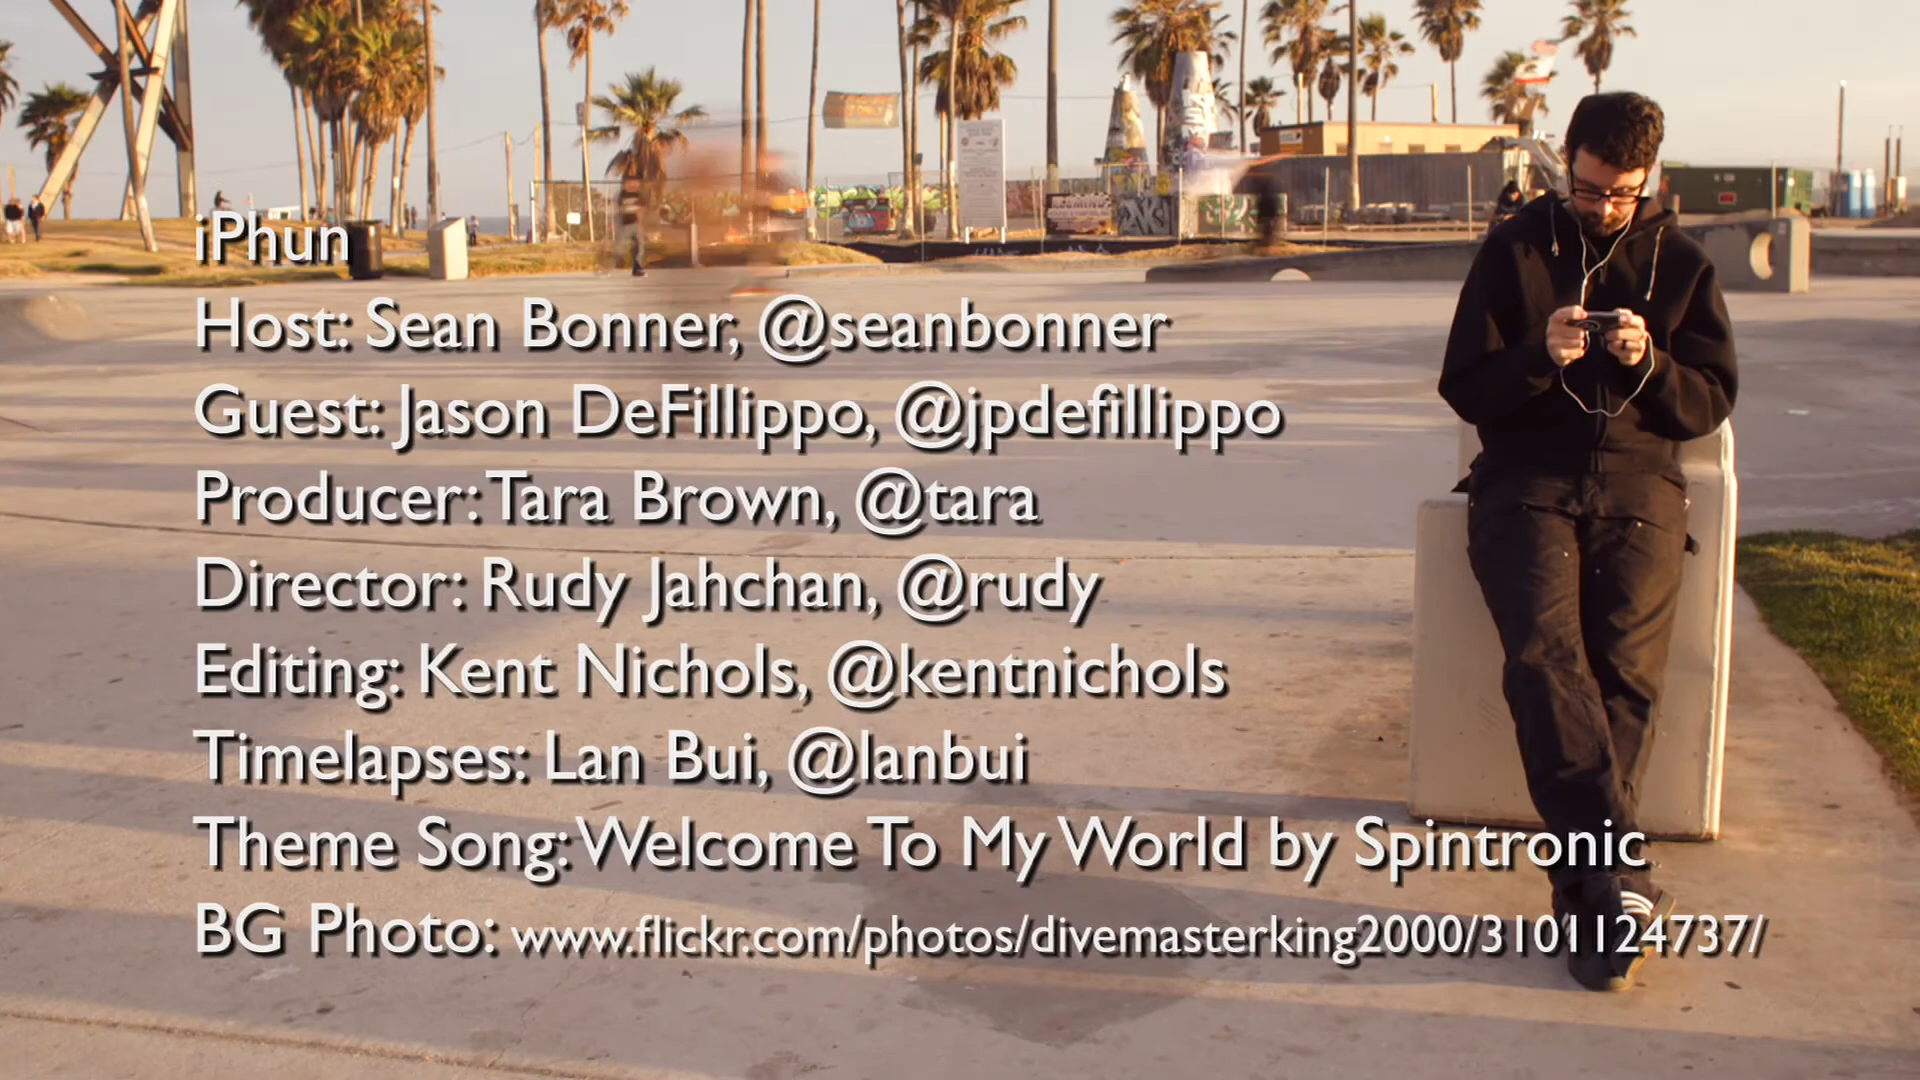 iPhun
Host: Sean Bonner, @seanbonner
Guest: Jason DeFillippo, @jpdefillippo
Producer: Tara Brown, @tara
Director: Rudy Jahchan, @rudy
Editing: Kent Nichols, @kentnichols
Timelapses: Lan Bui, @lanbui
Theme Song: Welcome To My World by Spintronic
BG Photo: www.flickr.com/photos/divemasterking2000/3101124737/